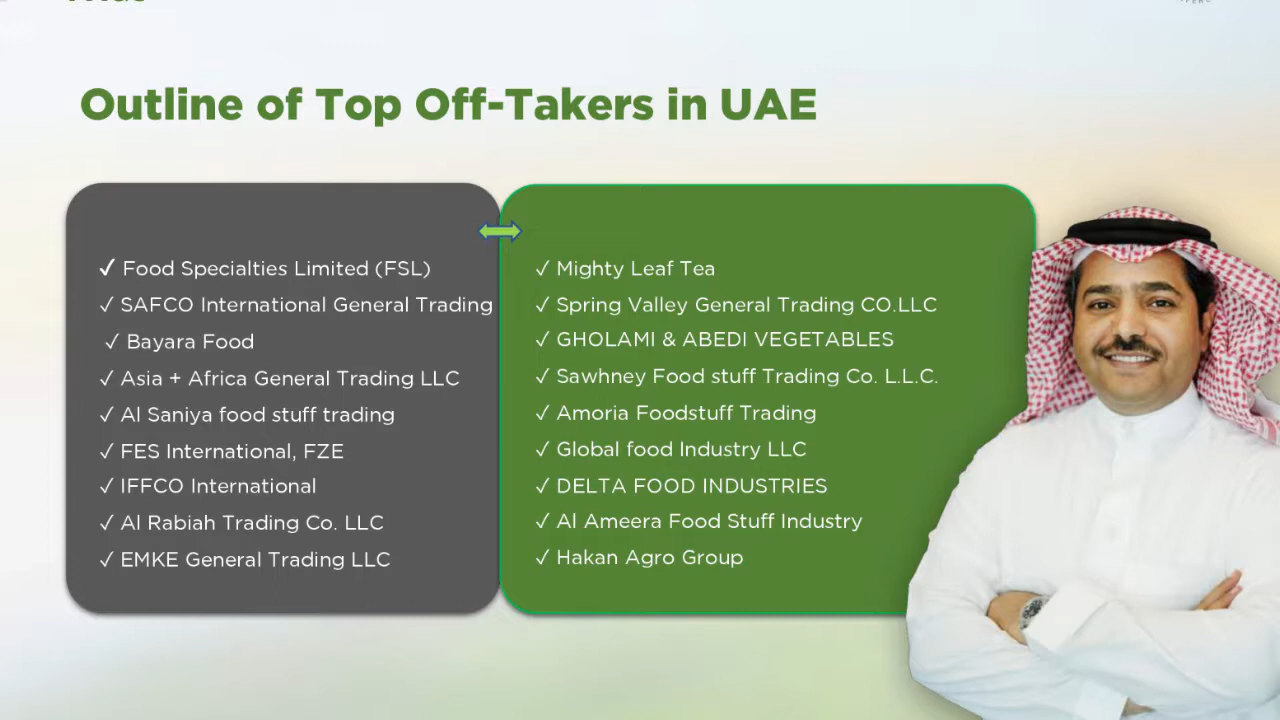 Outline of Top Off-Takers in UAE
✓ Food Specialties Limited (FSL)
✓ SAFCO International General Trading
✓ Bayara Food
✓ Asia + Africa General Trading LLC
✓ Al Saniya food stuff trading
✓ FES International, FZE
✓ IFFCO International
✓ Al Rabiah Trading Co. LLC
✓ EMKE General Trading LLC
✓ Mighty Leaf Tea
✓ Spring Valley General Trading CO.LLC
✓ GHOLAMI & ABEDI VEGETABLES
✓ Sawhney Food stuff Trading Co. L.L.C.
✓ Amoria Foodstuff Trading
✓ Global food Industry LLC
✓ DELTA FOOD INDUSTRIES
✓ Al Ameera Food Stuff Industry
✓ Hakan Agro Group